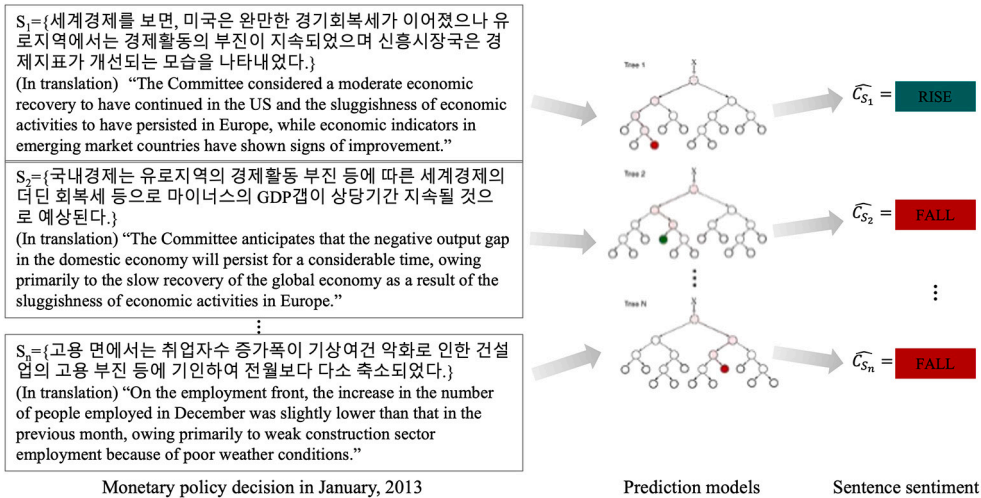 S₁={세계경제를 보면, 미국은 완만한 경기회복세가 이어졌으나 유
로지역에서는 경제활동의 부진이 지속되었으며 신흥시장국은 경
제지표가 개선되는 모습을 나타내었다.}
(In translation) “The Committee considered a moderate economic
recovery to have continued in the US and the sluggishness of economic
activities to have persisted in Europe, while economic indicators in
emerging market countries have shown signs of improvement.”
S₂={국내경제는 유로지역의 경제활동 부진 등에 따른 세계경제의
더딘 회복세 등으로 마이너스의 GDP갭이 상당기간 지속될 것으
로 예상된다.}
(In translation) “The Committee anticipates that the negative output gap
in the domestic economy will persist for a considerable time, owing
primarily to the slow recovery of the global economy as a result of the
sluggishness of economic activities in Europe.”
⋮
Sₙ={고용 면에서는 취업자수 증가폭이 기상여건 악화로 인한 건설
업의 고용 부진 등에 기인하여 전월보다 다소 축소되었다.}
(In translation) “On the employment front, the increase in the number
of people employed in December was slightly lower than that in the
previous month, owing primarily to weak construction sector
employment because of poor weather conditions.”
Monetary policy decision in January, 2013
Tree 1
X
Tree 2
X
⋮
Tree N
X
Prediction models
Ĉ_S₁ = RISE
Ĉ_S₂ = FALL
⋮
Ĉ_Sₙ = FALL
Sentence sentiment